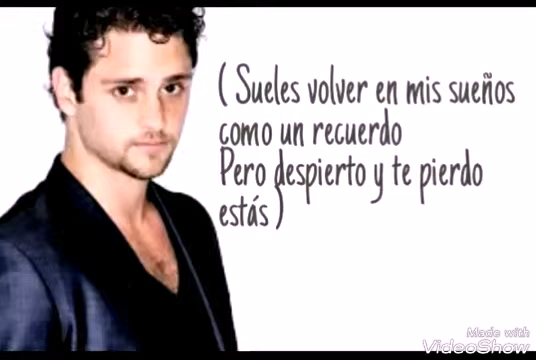 ( Sueles volver en mis sueños
como un recuerdo
Pero despierto y te pierdo
estás )
Made with
VideoShow